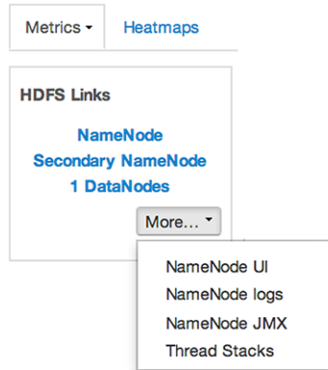 Metrics Heatmaps
HDFS Links
NameNode
Secondary NameNode
1 DataNodes
More...
NameNode UI
NameNode logs
NameNode JMX
Thread Stacks